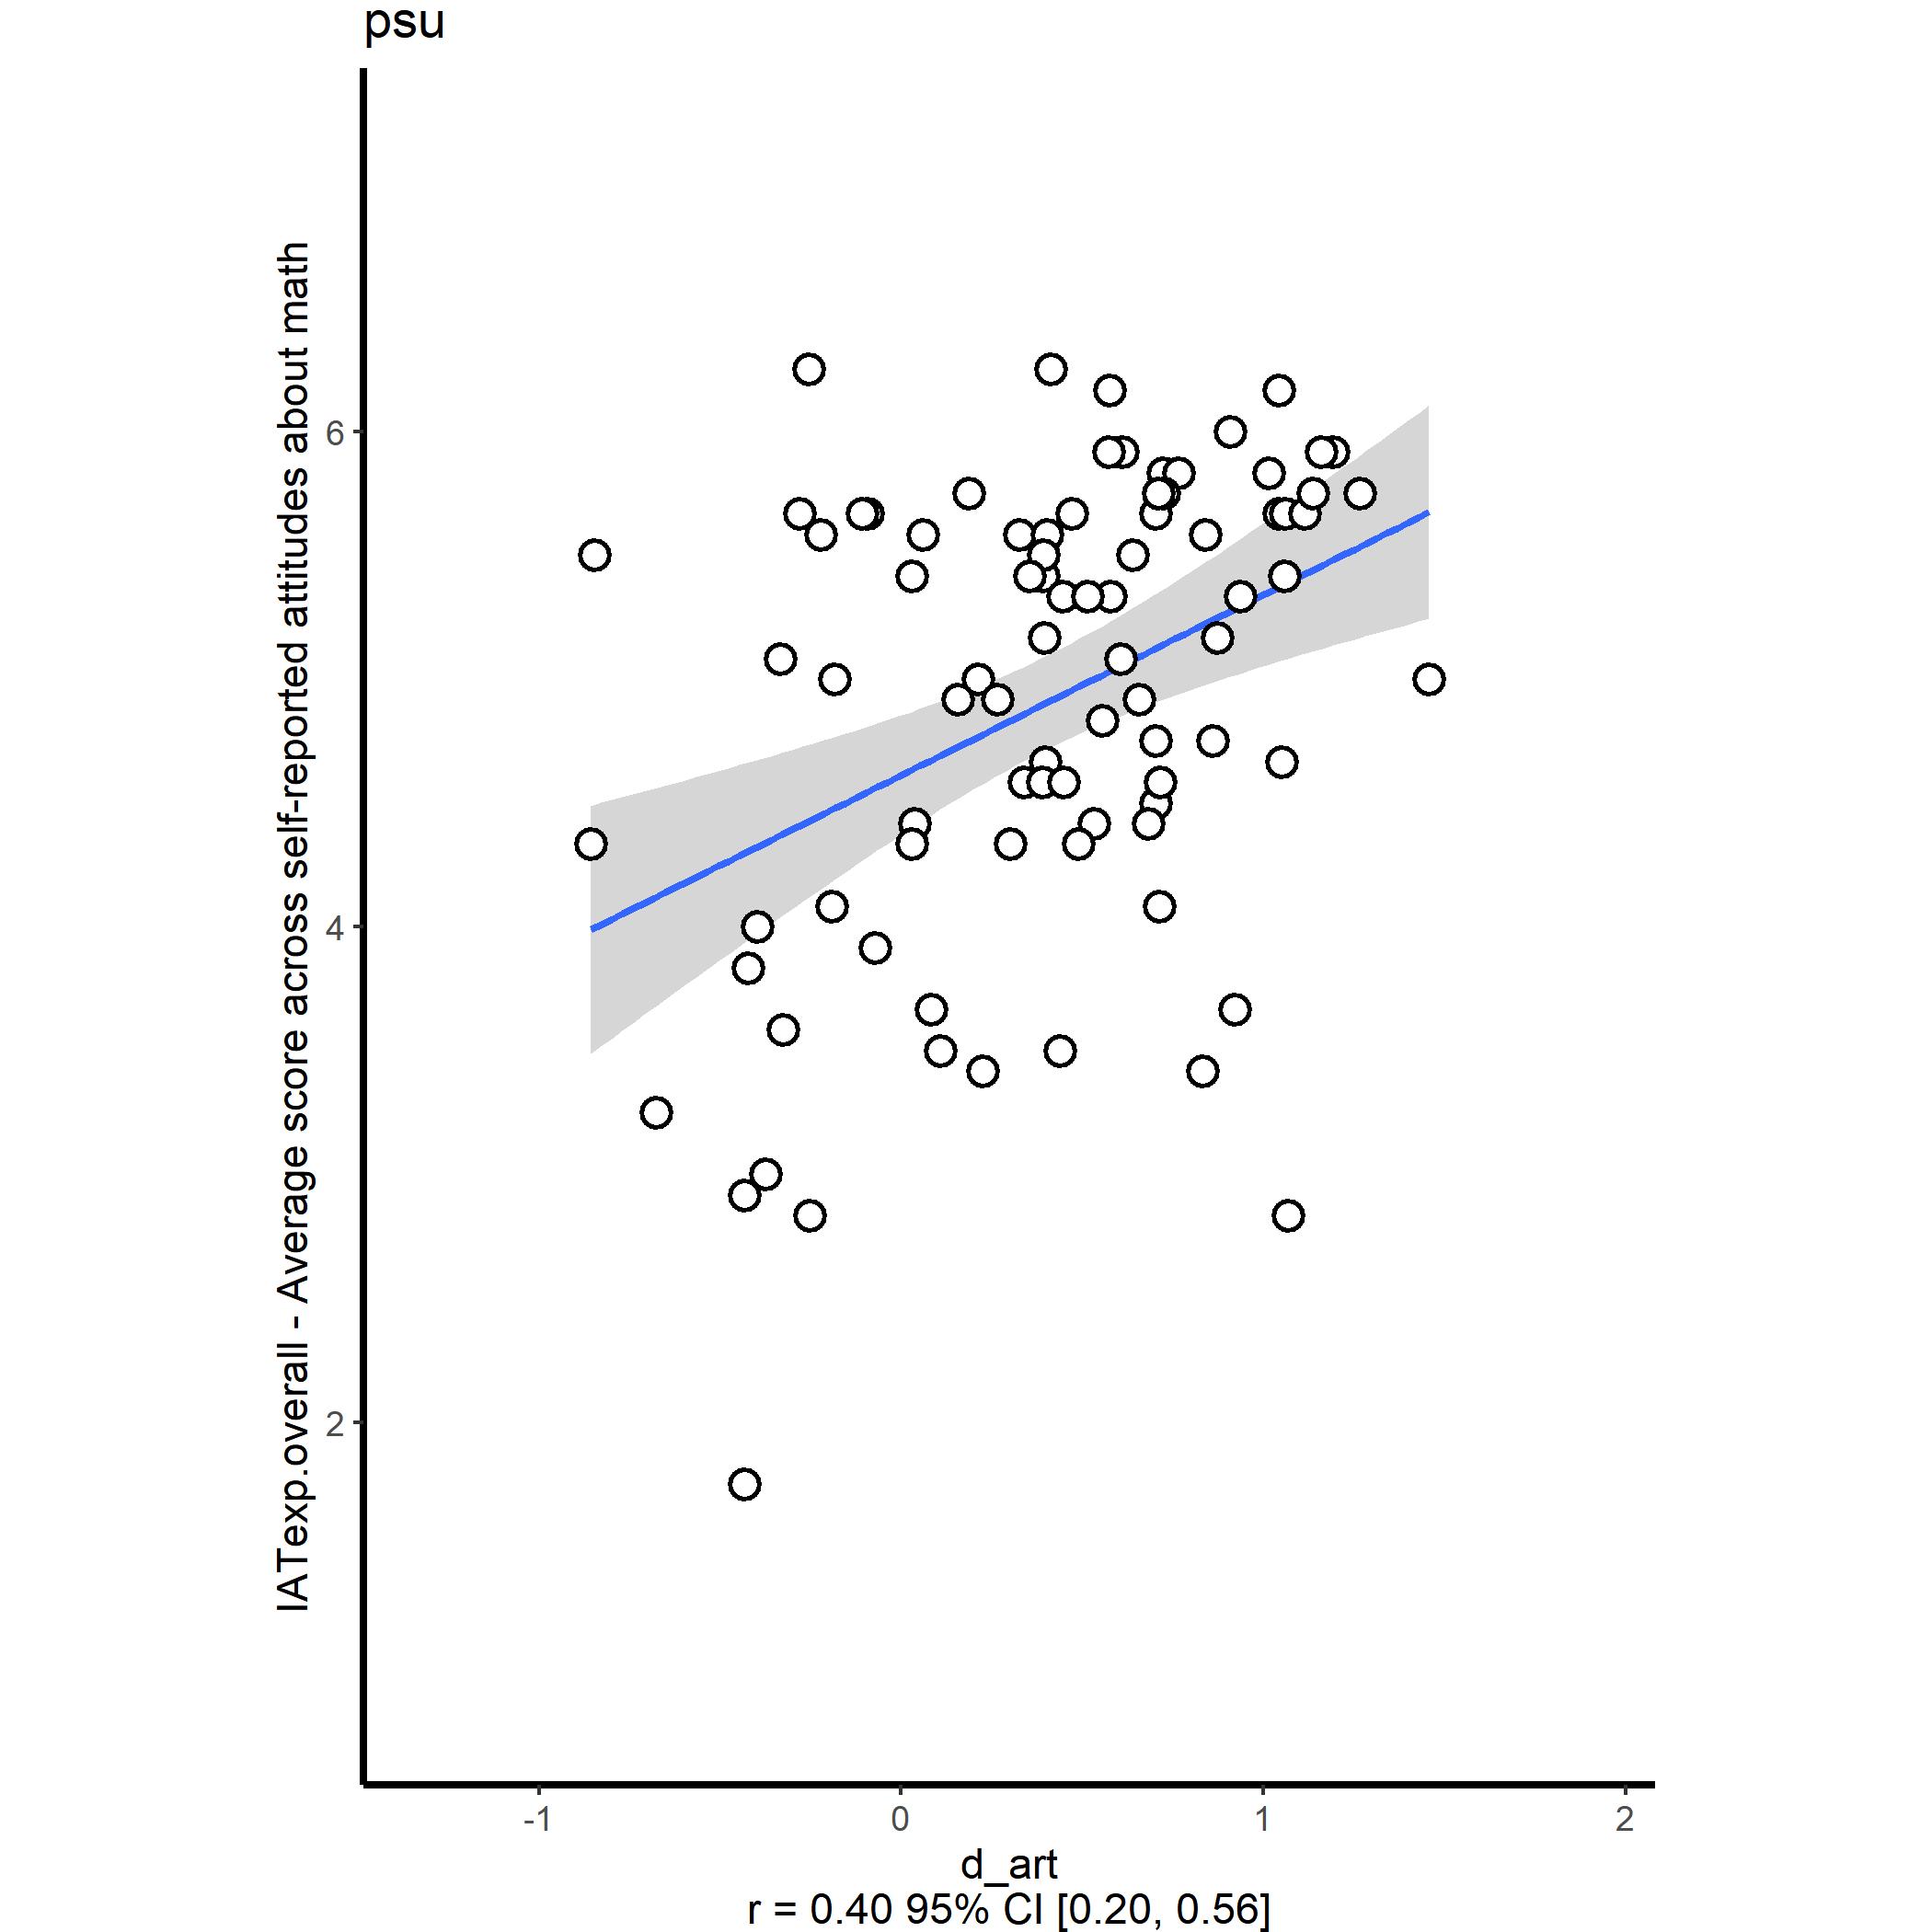 psu
IATexp.overall - Average score across self-reported attitudes about math
6
4
2
-1 0 1 2
d_art
r = 0.40 95% CI [0.20, 0.56]